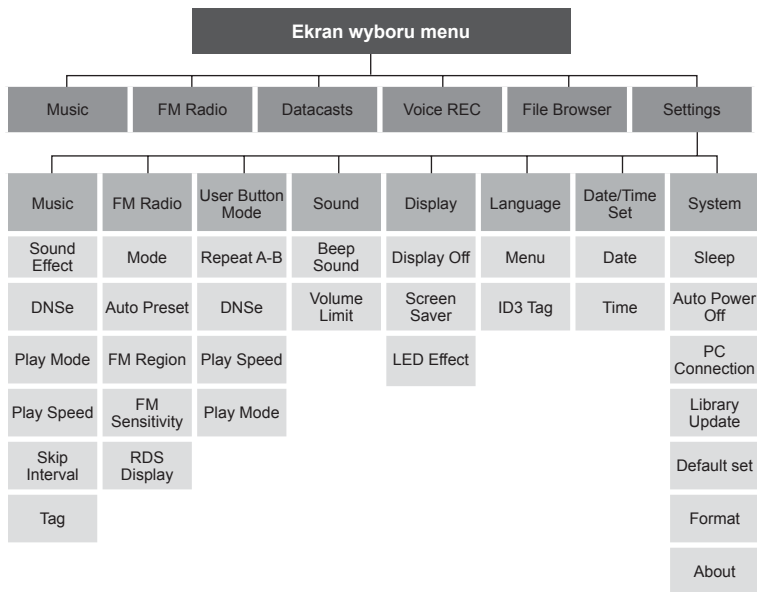 Ekran wyboru menu
Music
FM Radio
Datacasts
Voice REC
File Browser
Settings
Music
FM Radio
User Button
Mode
Sound
Display
Language
Date/Time
Set
System
Sound
Effect
Mode
Repeat A-B
Beep
Sound
Display Off
Menu
Date
Sleep
DNSe
Auto Preset
DNSe
Volume
Limit
Screen
Saver
ID3 Tag
Time
Auto Power
Off
Play Mode
FM Region
Play Speed
LED Effect
PC
Connection
Play Speed
FM
Sensitivity
Play Mode
Library
Update
Skip
Interval
RDS
Display
Default set
Tag
Format
About